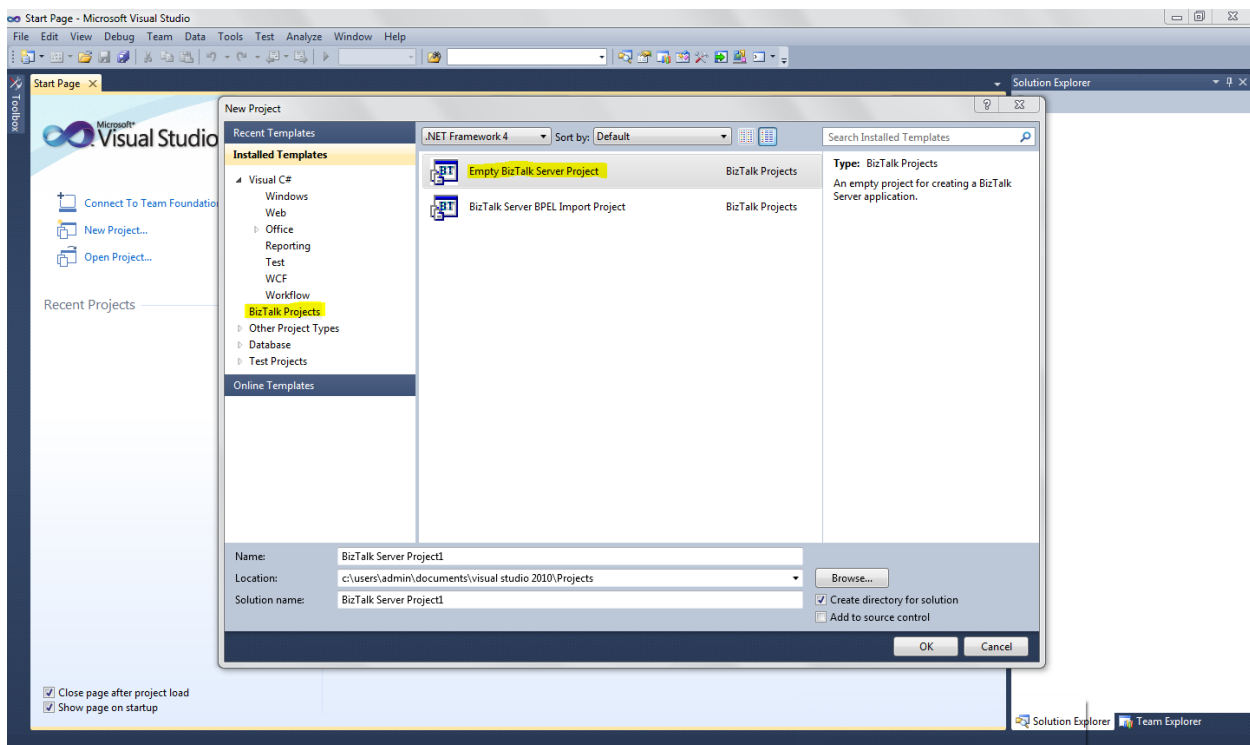 Start Page - Microsoft Visual Studio
File Edit View Debug Team Data Tools Test Analyze Window Help
Toolbox
Start Page
Solution Explorer
Microsoft
Visual Studio
Connect To Team Foundatio
New Project...
Open Project...
Recent Projects
New Project
Recent Templates
Installed Templates
Visual C#
Windows
Web
Office
Reporting
Test
WCF
Workflow
BizTalk Projects
Other Project Types
Database
Test Projects
Online Templates
.NET Framework 4 Sort by: Default
Search Installed Templates
BT Empty BizTalk Server Project BizTalk Projects
BT BizTalk Server BPEL Import Project BizTalk Projects
Type: BizTalk Projects
An empty project for creating a BizTalk
Server application.
Name: BizTalk Server Project1
Location: c:\users\admin\documents\visual studio 2010\Projects Browse...
Solution name: BizTalk Server Project1
Create directory for solution
Add to source control
OK Cancel
Close page after project load
Show page on startup
Solution Explorer Team Explorer